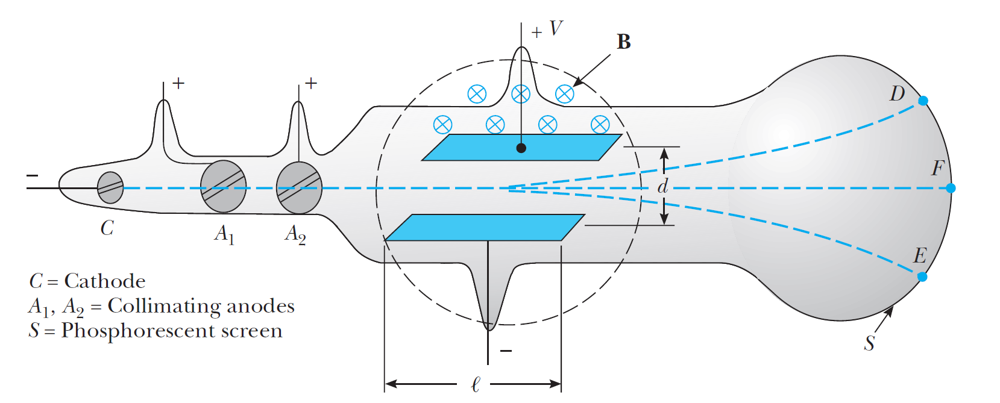 + V
B
+
+
D
−
F
d
C
A1
A2
E
C = Cathode
A1, A2 = Collimating anodes
S = Phosphorescent screen
S
−
ℓ